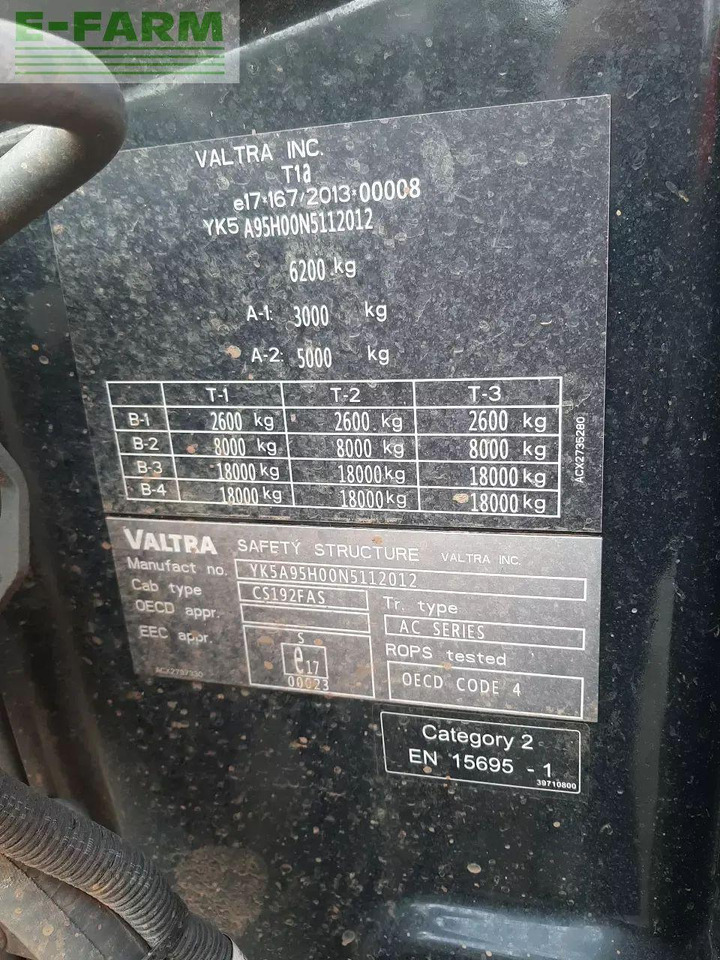 E-FARM
VALTRA INC.
T1a
e17*167/2013*00008
YK5 A95H00N5112012
6200 kg
A-1: 3000 kg
A-2: 5000 kg
T-1 T-2 T-3
B-1 2600 kg 2600 kg 2600 kg
B-2 8000 kg 8000 kg 8000 kg
B-3 18000 kg 18000 kg 18000 kg
B-4 18000 kg 18000 kg 18000 kg
ACX2735280
VALTRA SAFETY STRUCTURE VALTRA INC.
Manufact no. YK5A95H00N5112012
Cab type CS192FAS
Tr. type
OECD appr.
AC SERIES
EEC appr.
S
e17
00023
ROPS tested
OECD CODE 4
ACX2757330
Category 2
EN 15695 - 1
39710800